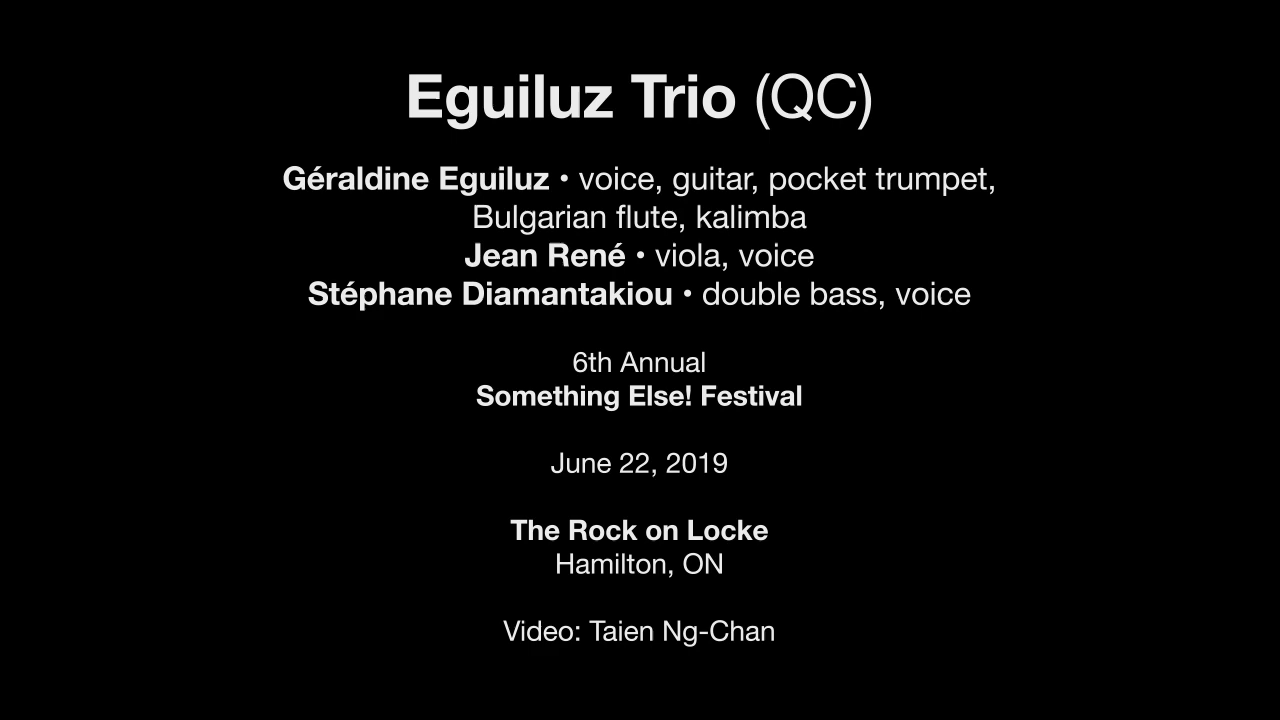 Eguiluz Trio (QC)
Géraldine Eguiluz • voice, guitar, pocket trumpet,
Bulgarian flute, kalimba
Jean René • viola, voice
Stéphane Diamantakiou • double bass, voice
6th Annual
Something Else! Festival
June 22, 2019
The Rock on Locke
Hamilton, ON
Video: Taien Ng-Chan